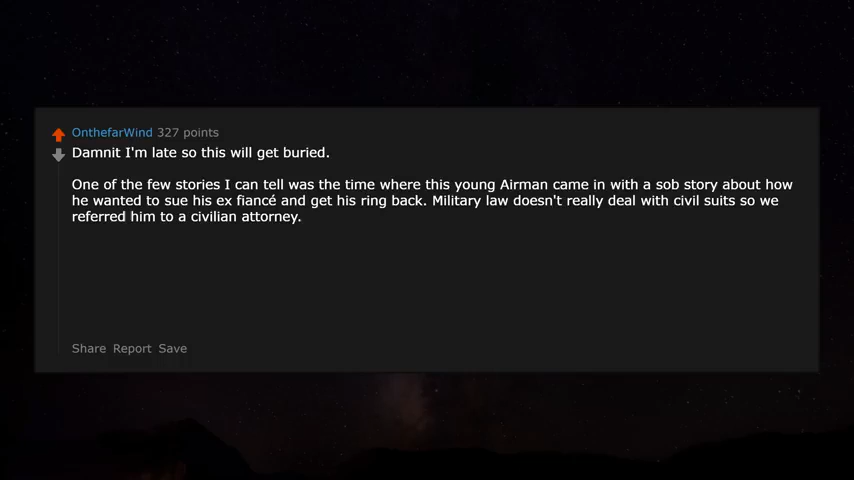 OnthefarWind 327 points
Damnit I'm late so this will get buried.
One of the few stories I can tell was the time where this young Airman came in with a sob story about how
he wanted to sue his ex fiancé and get his ring back. Military law doesn't really deal with civil suits so we
referred him to a civilian attorney.
Share Report Save